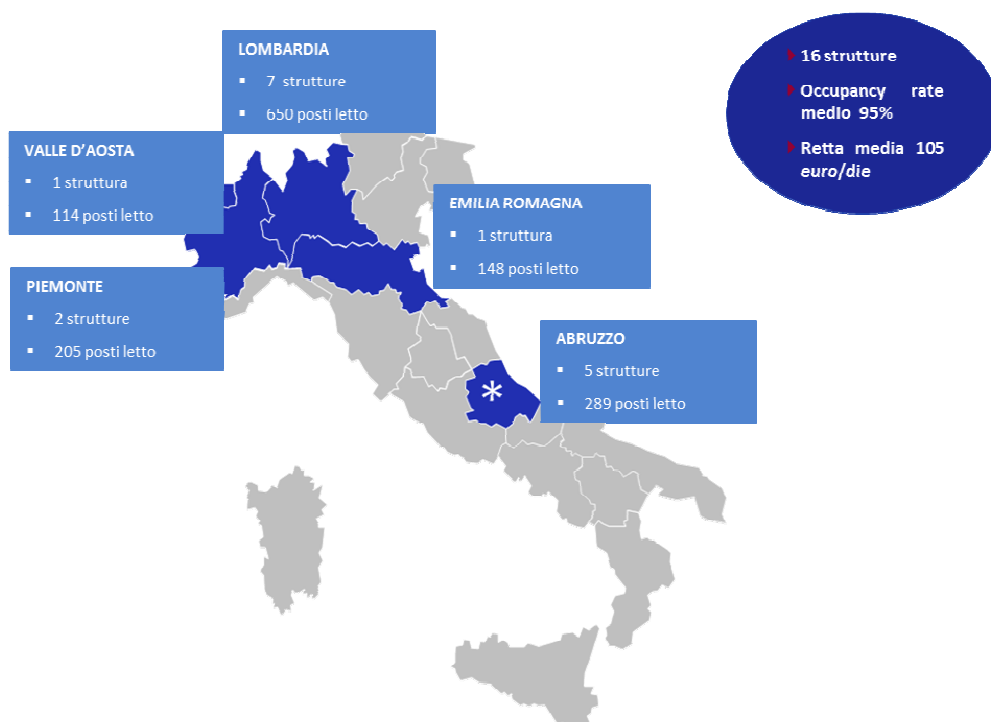 LOMBARDIA
▪ 7 strutture
▪ 650 posti letto
VALLE D'AOSTA
▪ 1 struttura
▪ 114 posti letto
PIEMONTE
▪ 2 strutture
▪ 205 posti letto
EMILIA ROMAGNA
▪ 1 struttura
▪ 148 posti letto
ABRUZZO
▪ 5 strutture
▪ 289 posti letto
*
16 strutture
Occupancy rate
medio 95%
Retta media 105
euro/die